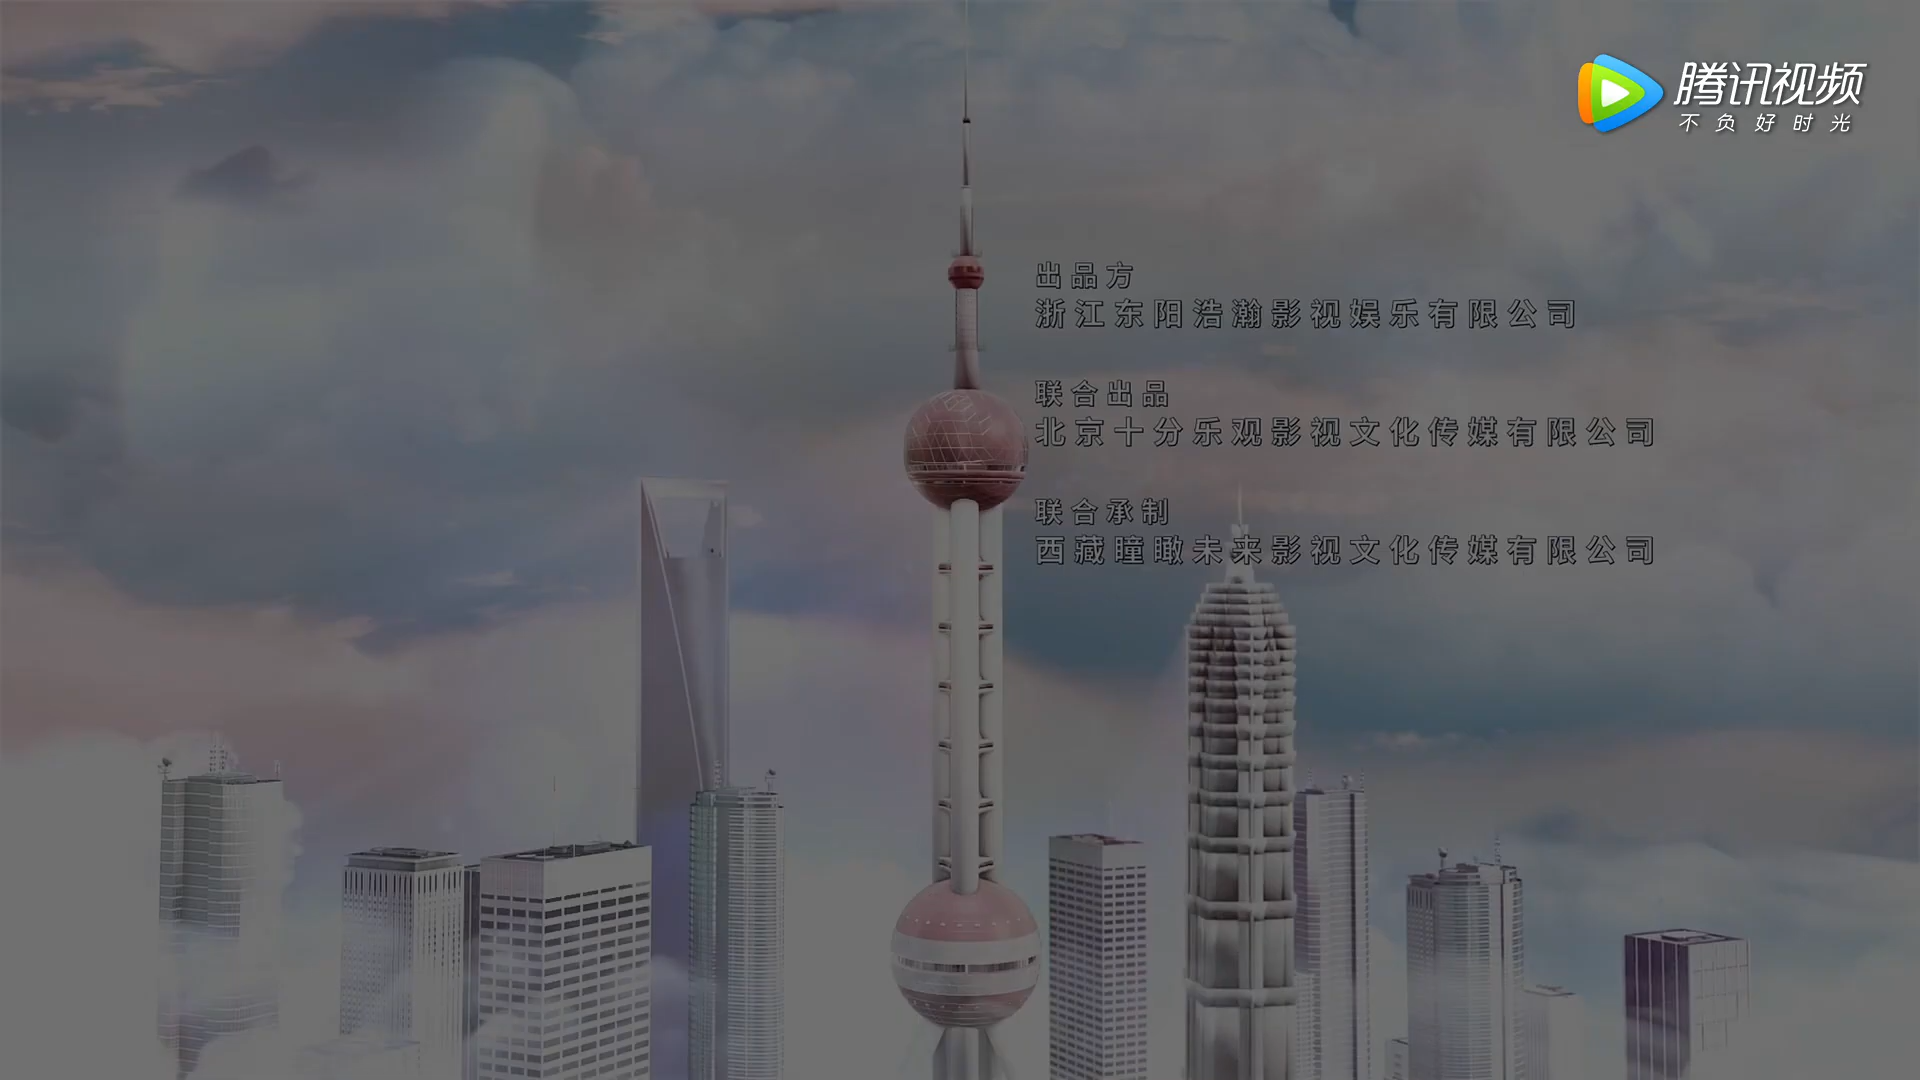 腾讯视频
不负好时光
出品方
浙江东阳浩瀚影视娱乐有限公司
联合出品
北京十分乐观影视文化传媒有限公司
联合承制
西藏瞳瞰未来影视文化传媒有限公司